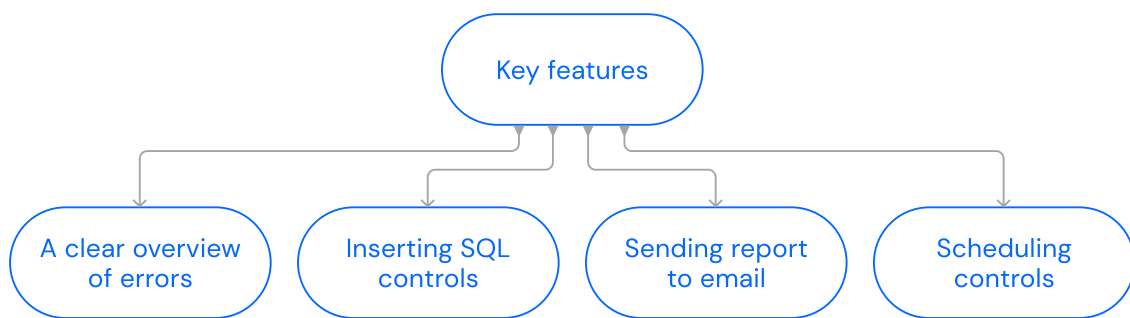 Key features
A clear overview
of errors
Inserting SQL
controls
Sending report
to email
Scheduling
controls